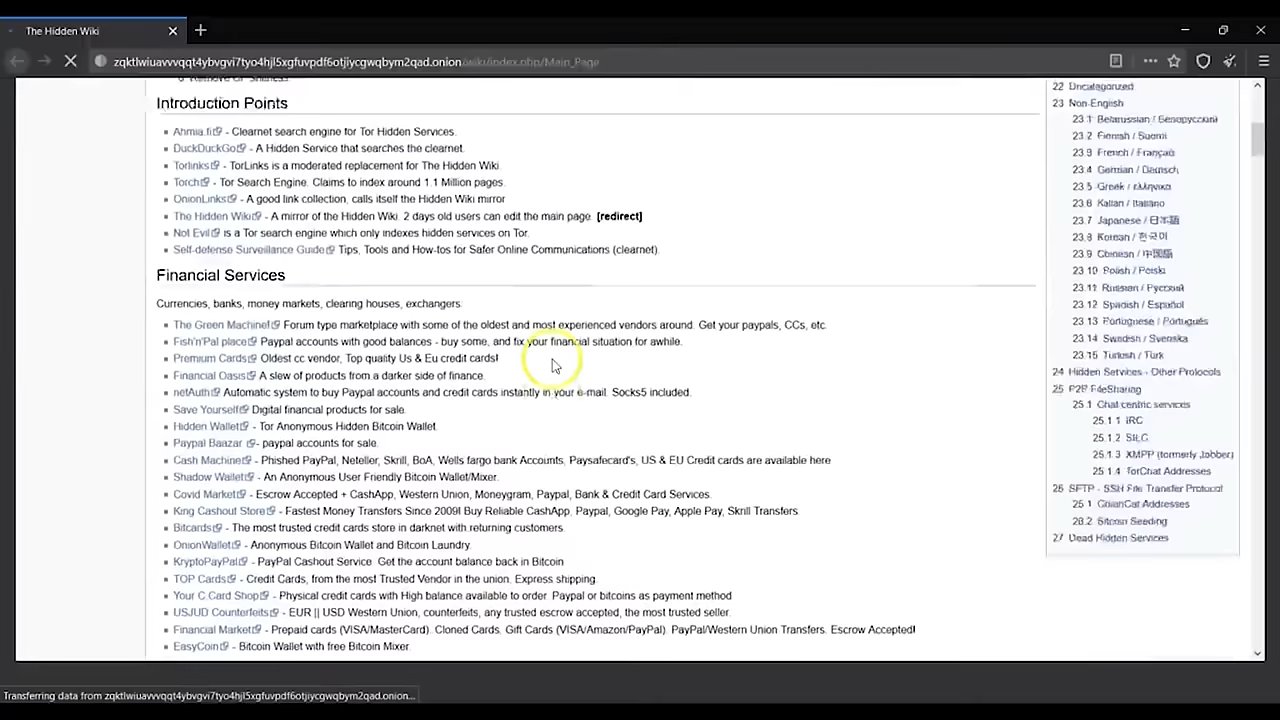 The Hidden Wiki
zqktlwiuavvvqqt4ybvgvi7tyo4hjl5xgfuvpdf6otjiycgwqbym2qad.onion/wiki/index.php/Main_Page
Introduction Points
Ahmia.fi - Clearnet search engine for Tor Hidden Services.
DuckDuckGo - A Hidden Service that searches the clearnet.
Torlinks - TorLinks is a moderated replacement for The Hidden Wiki.
Torch - Tor Search Engine. Claims to index around 1.1 Million pages.
OnionLinks - A good link collection, calls itself the Hidden Wiki mirror
The Hidden Wiki - A mirror of the Hidden Wiki. 2 days old users can edit the main page. [redirect]
Not Evil is a Tor search engine which only indexes hidden services on Tor.
Self-defense Surveillance Guide Tips, Tools and How-tos for Safer Online Communications (clearnet).
Financial Services
Currencies, banks, money markets, clearing houses, exchangers:
The Green Machine! Forum type marketplace with some of the oldest and most experienced vendors around. Get your paypals, CCs, etc.
Fish'n'Pal place Paypal accounts with good balances - buy some, and fix your financial situation for awhile.
Premium Cards Oldest cc vendor, Top quality Us & Eu credit cards!
Financial Oasis A slew of products from a darker side of finance.
netAuth Automatic system to buy Paypal accounts and credit cards instantly in your e-mail. Socks5 included.
Save Yourself Digital financial products for sale.
Hidden Wallet - Tor Anonymous Hidden Bitcoin Wallet.
Paypal Baazar - paypal accounts for sale.
Cash Machine - Phished PayPal, Neteller, Skrill, BoA, Wells fargo bank Accounts, Paysafecard's, US & EU Credit cards are available here
Shadow Wallet - An Anonymous User Friendly Bitcoin Wallet/Mixer.
Covid Market - Escrow Accepted + CashApp, Western Union, Moneygram, Paypal, Bank & Credit Card Services.
King Cashout Store - Fastest Money Transfers Since 2009! Buy Reliable CashApp, Paypal, Google Pay, Apple Pay, Skrill Transfers
Bitcards - The most trusted credit cards store in darknet with returning customers.
OnionWallet - Anonymous Bitcoin Wallet and Bitcoin Laundry.
KryptoPayPal - PayPal Cashout Service Get the account balance back in Bitcoin
TOP Cards - Credit Cards, from the most Trusted Vendor in the union. Express shipping.
Your C.Card Shop - Physical credit cards with High balance available to order. Paypal or bitcoins as payment method
USJUD Counterfeits - EUR || USD Western Union, counterfeits, any trusted escrow accepted, the most trusted seller.
Financial Market - Prepaid cards (VISA/MasterCard). Cloned Cards. Gift Cards (VISA/Amazon/PayPal). PayPal/Western Union Transfers. Escrow Accepted!
EasyCoin - Bitcoin Wallet with free Bitcoin Mixer.
22 Uncategorized
23 Non-English
23.1 Belarussian / Белорусский
23.2 Finnish / Suomi
23.3 French / Français
23.4 German / Deutsch
23.5 Greek / ελληνικά
23.6 Italian / Italiano
23.7 Japanese / 日本語
23.8 Korean / 한국어
23.9 Chinese / 中国語
23.10 Polish / Polski
23.11 Russian / Русский
23.12 Spanish / Español
23.13 Portuguese / Português
23.14 Swedish / Svenska
23.15 Turkish / Türk
24 Hidden Services - Other Protocols
25 P2P FileSharing
25.1 Chat centric services
25.1.1 IRC
25.1.2 SILC
25.1.3 XMPP (formerly Jabber)
25.1.4 TorChat Addresses
26 SFTP - SSH File Transfer Protocol
OnionCat Addresses
26.2 Bitcoin Seeding
27 Dead Hidden Services
Transferring data from zqktlwiuavvvqqt4ybvgvi7tyo4hjl5xgfuvpdf6otjiycgwqbym2qad.onion...